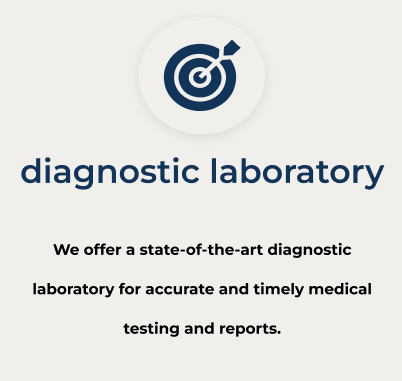 diagnostic laboratory
We offer a state-of-the-art diagnostic
laboratory for accurate and timely medical
testing and reports.